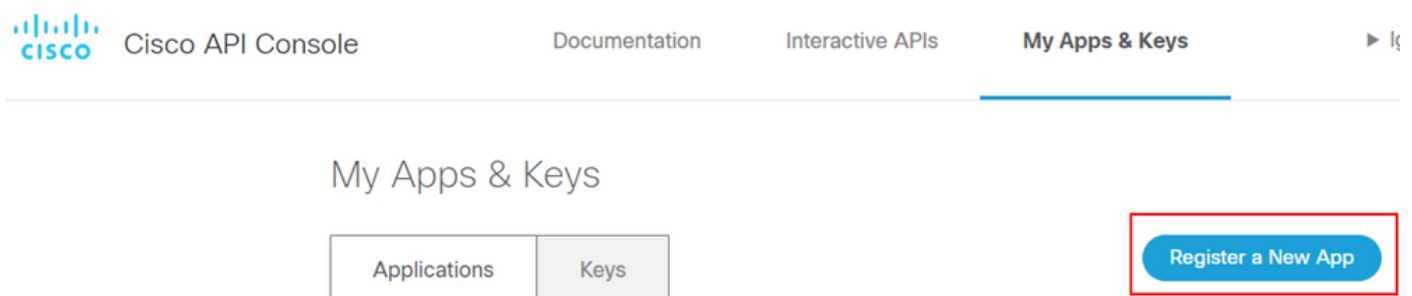 CISCO Cisco API Console Documentation Interactive APIs My Apps & Keys
My Apps & Keys
Applications Keys Register a New App